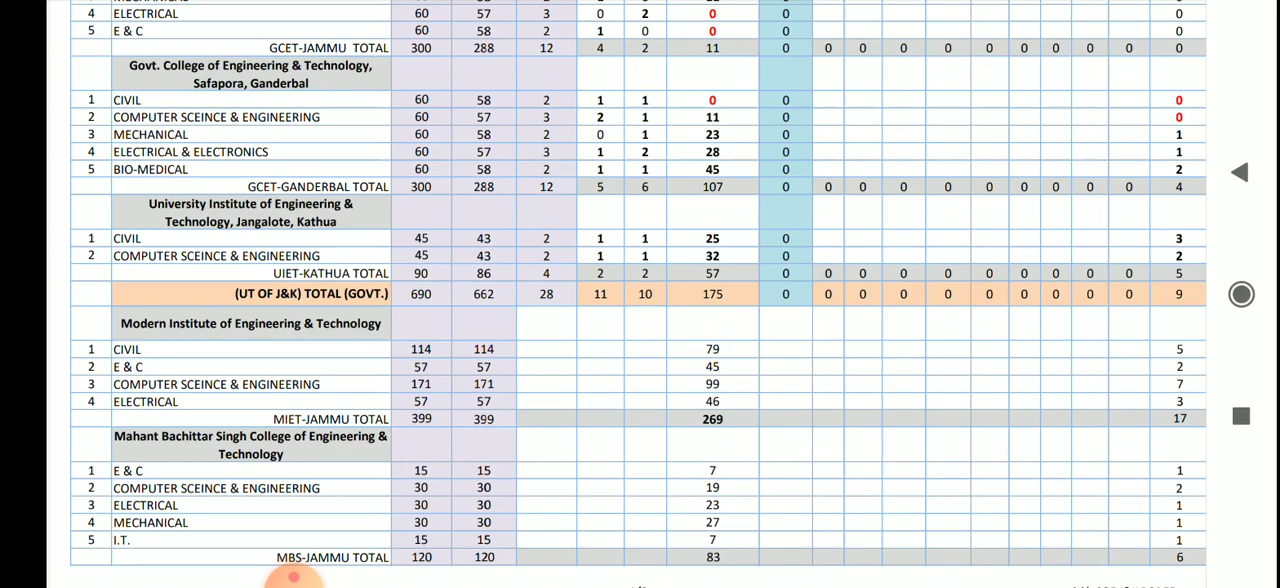 4 ELECTRICAL 60 57 3 0 2 0 0 0
5 E & C 60 58 2 1 0 0 0 0
GCET-JAMMU TOTAL 300 288 12 4 2 11 0 0 0 0 0 0 0 0 0 0
Govt. College of Engineering & Technology,
Safapora, Ganderbal
1 CIVIL 60 58 2 1 1 0 0 0
2 COMPUTER SCEINCE & ENGINEERING 60 57 3 2 1 11 0 0
3 MECHANICAL 60 58 2 0 1 23 0 1
4 ELECTRICAL & ELECTRONICS 60 57 3 1 2 28 0 1
5 BIO-MEDICAL 60 58 2 1 1 45 0 2
GCET-GANDERBAL TOTAL 300 288 12 5 6 107 0 0 0 0 0 0 0 0 0 4
University Institute of Engineering &
Technology, Jangalote, Kathua
1 CIVIL 45 43 2 1 1 25 0 3
2 COMPUTER SCEINCE & ENGINEERING 45 43 2 1 1 32 0 2
UIET-KATHUA TOTAL 90 86 4 2 2 57 0 0 0 0 0 0 0 0 0 5
(UT OF J&K) TOTAL (GOVT.) 690 662 28 11 10 175 0 0 0 0 0 0 0 0 0 9
Modern Institute of Engineering & Technology
1 CIVIL 114 114 79 5
2 E & C 57 57 45 2
3 COMPUTER SCEINCE & ENGINEERING 171 171 99 7
4 ELECTRICAL 57 57 46 3
MIET-JAMMU TOTAL 399 399 269 17
Mahant Bachittar Singh College of Engineering &
Technology
1 E & C 15 15 7 1
2 COMPUTER SCEINCE & ENGINEERING 30 30 19 2
3 ELECTRICAL 30 30 23 1
4 MECHANICAL 30 30 27 1
5 I.T. 15 15 7 1
MBS-JAMMU TOTAL 120 120 83 6